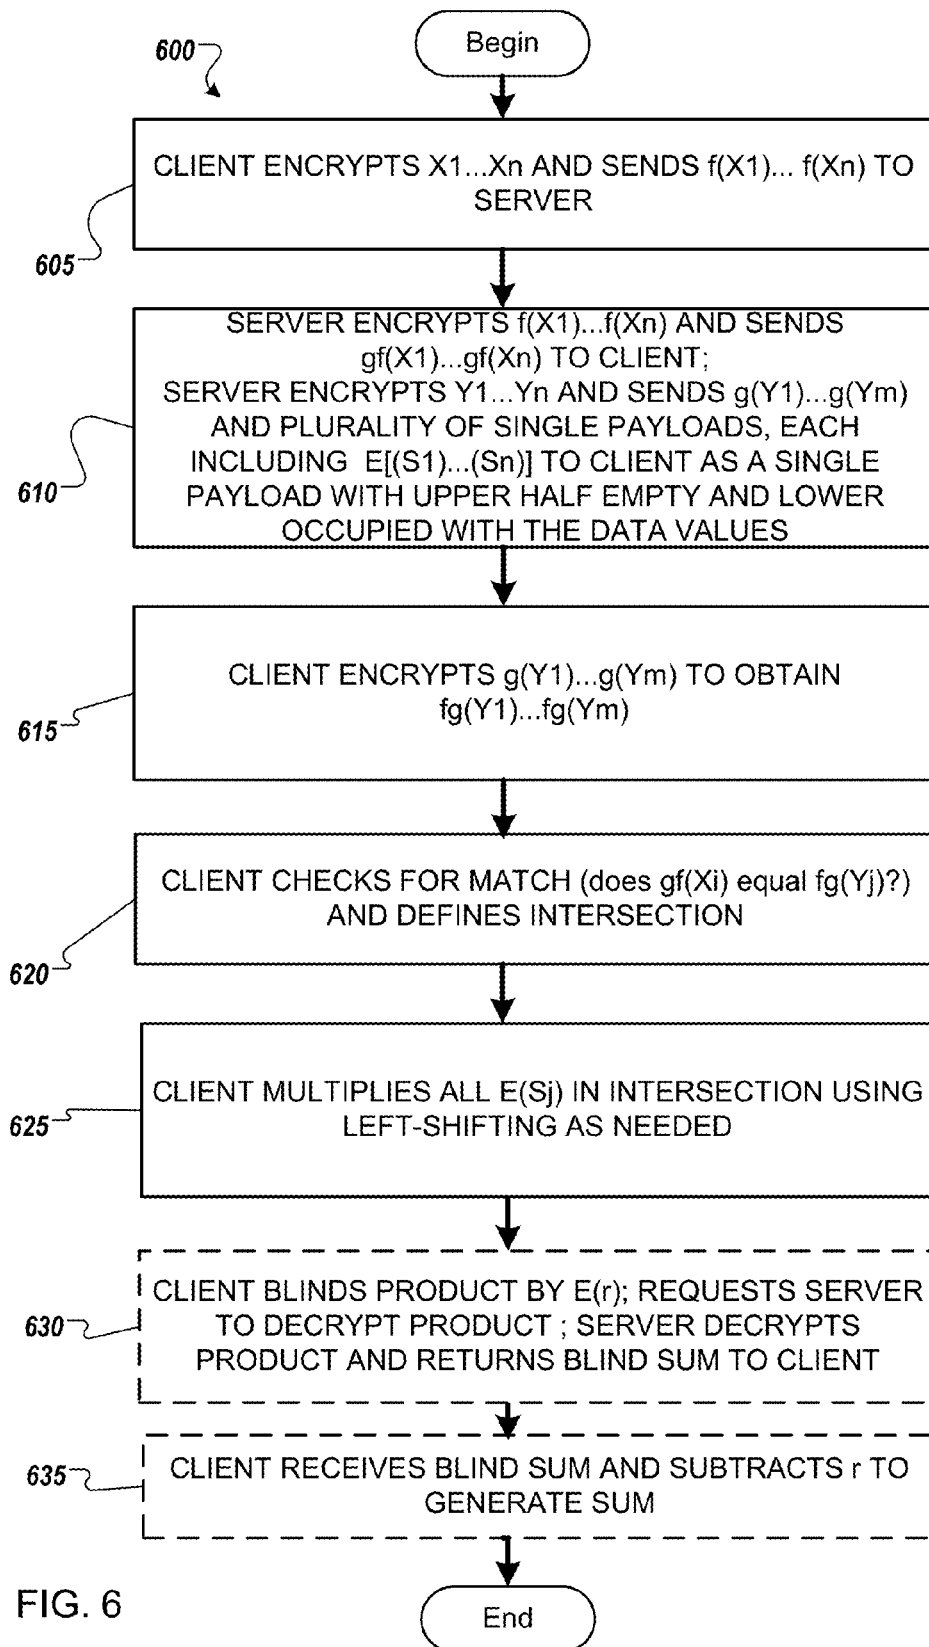 Begin
600
CLIENT ENCRYPTS X1...Xn AND SENDS f(X1)... f(Xn) TO
SERVER
605
SERVER ENCRYPTS f(X1)...f(Xn) AND SENDS
gf(X1)...gf(Xn) TO CLIENT;
SERVER ENCRYPTS Y1...Yn AND SENDS g(Y1)...g(Ym)
AND PLURALITY OF SINGLE PAYLOADS, EACH
INCLUDING E[(S1)...(Sn)] TO CLIENT AS A SINGLE
PAYLOAD WITH UPPER HALF EMPTY AND LOWER
OCCUPIED WITH THE DATA VALUES
610
CLIENT ENCRYPTS g(Y1)...g(Ym) TO OBTAIN
fg(Y1)...fg(Ym)
615
CLIENT CHECKS FOR MATCH (does gf(Xi) equal fg(Yj)?)
AND DEFINES INTERSECTION
620
CLIENT MULTIPLIES ALL E(Sj) IN INTERSECTION USING
LEFT-SHIFTING AS NEEDED
625
CLIENT BLINDS PRODUCT BY E(r); REQUESTS SERVER
TO DECRYPT PRODUCT ; SERVER DECRYPTS
PRODUCT AND RETURNS BLIND SUM TO CLIENT
630
CLIENT RECEIVES BLIND SUM AND SUBTRACTS r TO
GENERATE SUM
635
End
FIG. 6